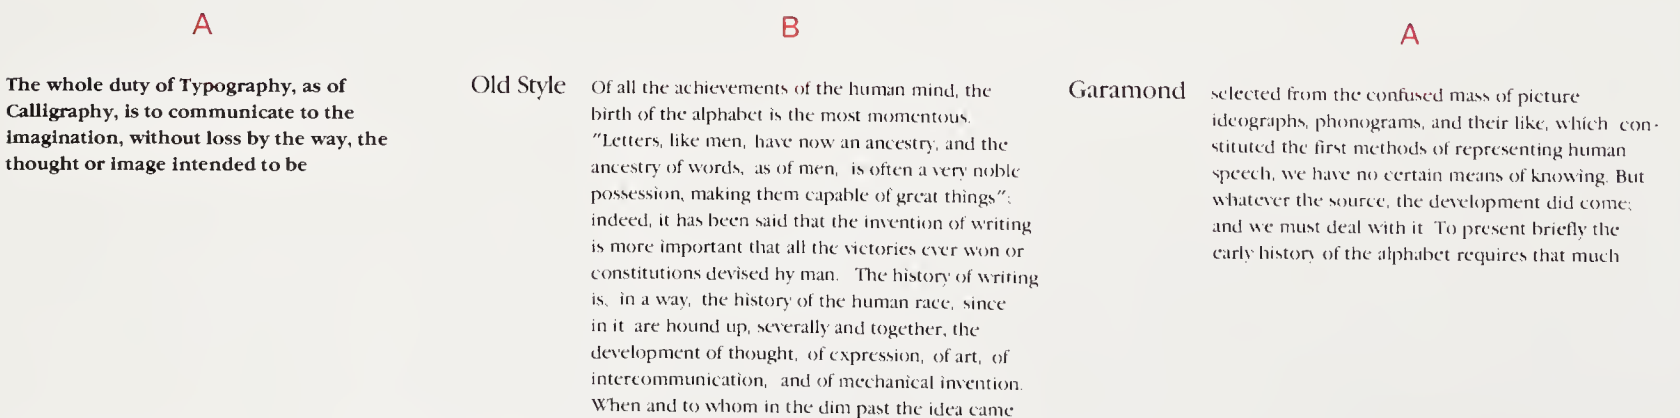 A
The whole duty of Typography, as of
Calligraphy, is to communicate to the
imagination, without loss by the way, the
thought or image intended to be
B
Old Style
Of all the achievements of the human mind, the
birth of the alphabet is the most momentous.
"Letters, like men, have now an ancestry, and the
ancestry of words, as of men, is often a very noble
possession, making them capable of great things":
indeed, it has been said that the invention of writing
is more important that all the victories ever won or
constitutions devised by man. The history of writing
is, in a way, the history of the human race, since
in it are bound up, severally and together, the
development of thought, of expression, of art, of
intercommunication, and of mechanical invention.
When and to whom in the dim past the idea came
A
Garamond
selected from the confused mass of picture
ideographs, phonograms, and their like, which con-
stituted the first methods of representing human
speech, we have no certain means of knowing. But
whatever the source, the development did come;
and we must deal with it To present briefly the
early history of the alphabet requires that much